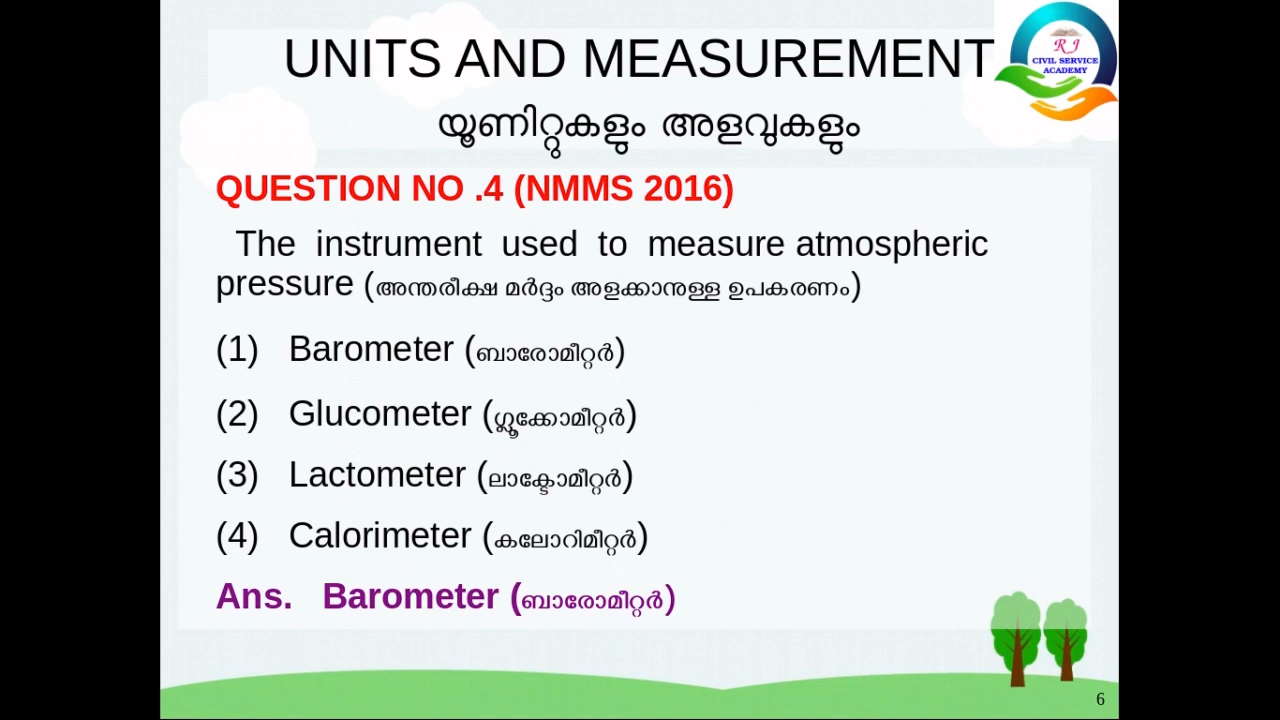 UNITS AND MEASUREMENT
യൂണിറ്റുകളും അളവുകളും
RJ
CIVIL SERVICE
ACADEMY
QUESTION NO .4 (NMMS 2016)
The instrument used to measure atmospheric
pressure (അന്തരീക്ഷ മർദ്ദം അളക്കാനുള്ള ഉപകരണം)
(1) Barometer (ബാരോമീറ്റർ)
(2) Glucometer (ഗ്ലൂക്കോമീറ്റർ)
(3) Lactometer (ലാക്ടോമീറ്റർ)
(4) Calorimeter (കലോറിമീറ്റർ)
Ans. Barometer (ബാരോമീറ്റർ)
6